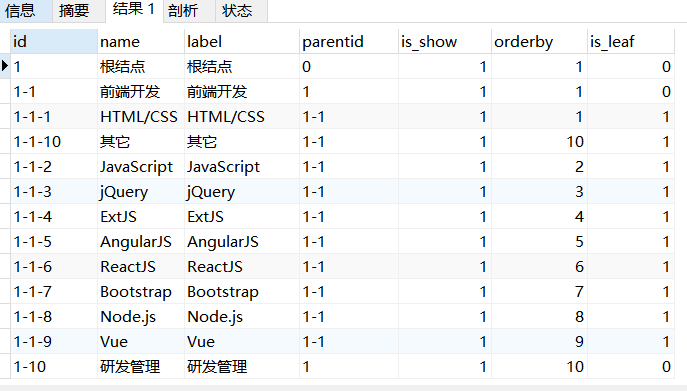 信息 摘要 结果 1 剖析 状态
id name label parentid is_show orderby is_leaf
1 根结点 根结点 0 1 1 0
1-1 前端开发 前端开发 1 1 1 0
1-1-1 HTML/CSS HTML/CSS 1-1 1 1 1
1-1-10 其它 其它 1-1 1 10 1
1-1-2 JavaScript JavaScript 1-1 1 2 1
1-1-3 jQuery jQuery 1-1 1 3 1
1-1-4 ExtJS ExtJS 1-1 1 4 1
1-1-5 AngularJS AngularJS 1-1 1 5 1
1-1-6 ReactJS ReactJS 1-1 1 6 1
1-1-7 Bootstrap Bootstrap 1-1 1 7 1
1-1-8 Node.js Node.js 1-1 1 8 1
1-1-9 Vue Vue 1-1 1 9 1
1-10 研发管理 研发管理 1 1 10 0